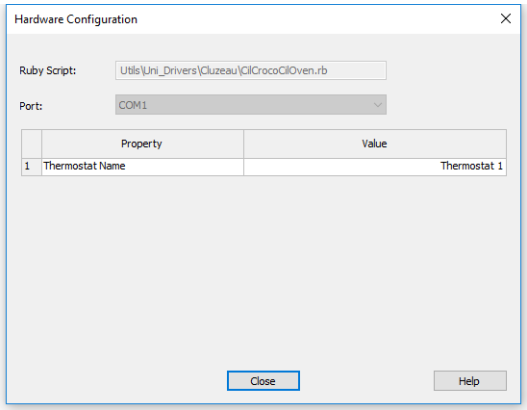 Hardware Configuration
Ruby Script: Utils\Uni_Drivers\Cluzeau\CilCrocoCilOven.rb
Port: COM1
Property Value
1 Thermostat Name Thermostat 1
Close Help